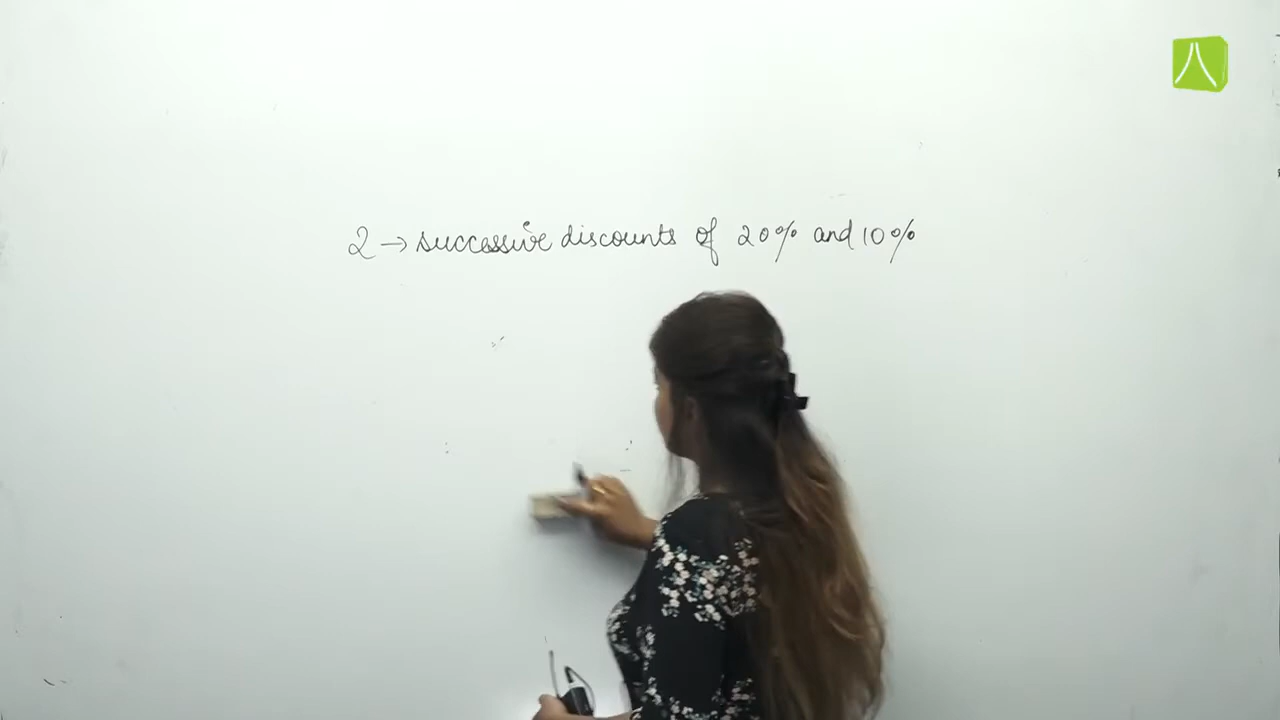 2 → successive discounts of 20% and 10%